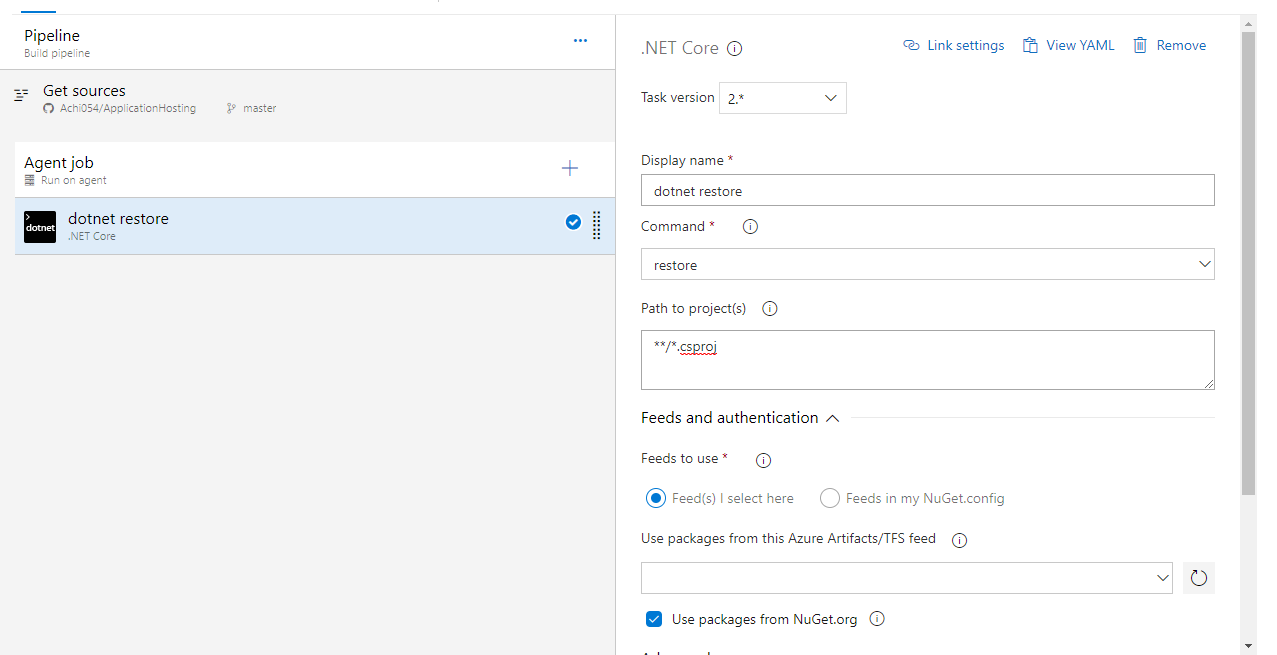 Pipeline
Build pipeline
Get sources
Achi054/ApplicationHosting master
Agent job
Run on agent
dotnet
dotnet restore
.NET Core
.NET Core
Link settings View YAML Remove
Task version 2.*
Display name *
dotnet restore
Command *
restore
Path to project(s)
**/*.csproj
Feeds and authentication
Feeds to use *
Feed(s) I select here Feeds in my NuGet.config
Use packages from this Azure Artifacts/TFS feed
Use packages from NuGet.org